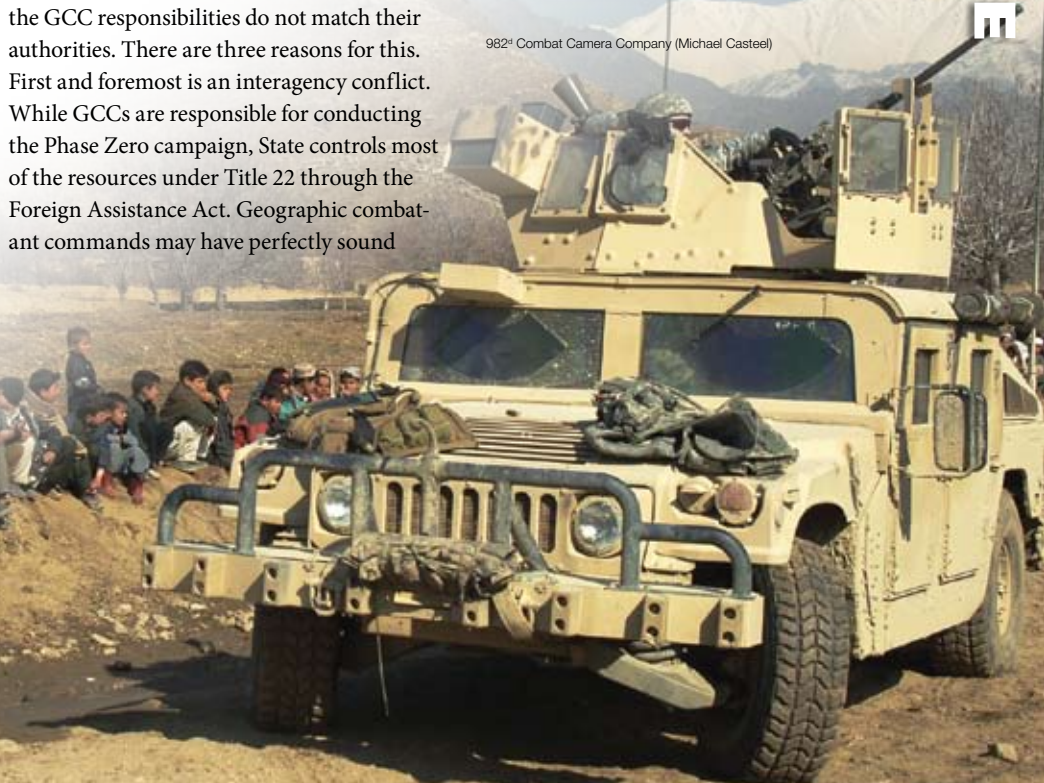 the GCC responsibilities do not match their
authorities. There are three reasons for this.
First and foremost is an interagency conflict.
While GCCs are responsible for conducting
the Phase Zero campaign, State controls most
of the resources under Title 22 through the
Foreign Assistance Act. Geographic combat-
ant commands may have perfectly sound
982ᵈ Combat Camera Company (Michael Casteel)